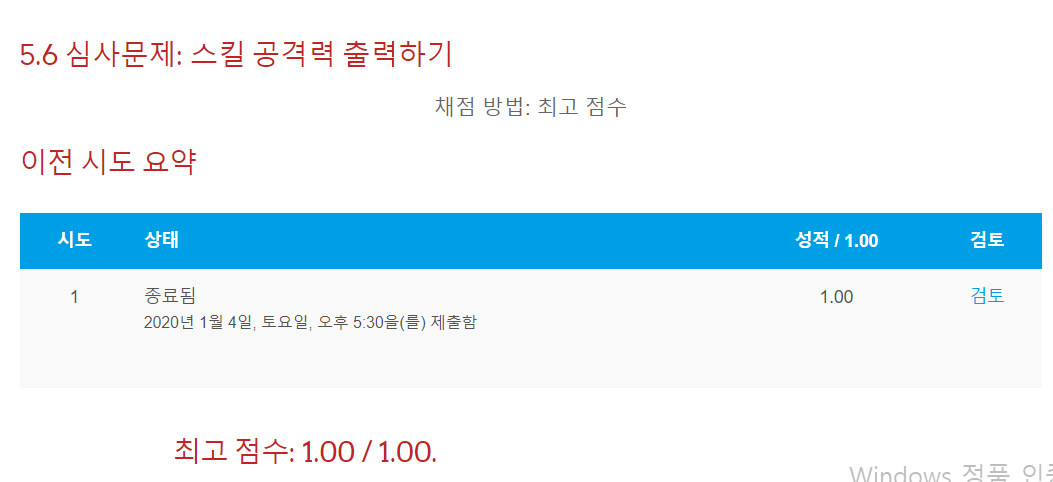 5.6 심사문제: 스킬 공격력 출력하기
채점 방법: 최고 점수
이전 시도 요약
시도 상태 성적 / 1.00 검토
1 종료됨 1.00 검토
2020년 1월 4일, 토요일, 오후 5:30을(를) 제출함
최고 점수: 1.00 / 1.00.
Windows 정품 인증